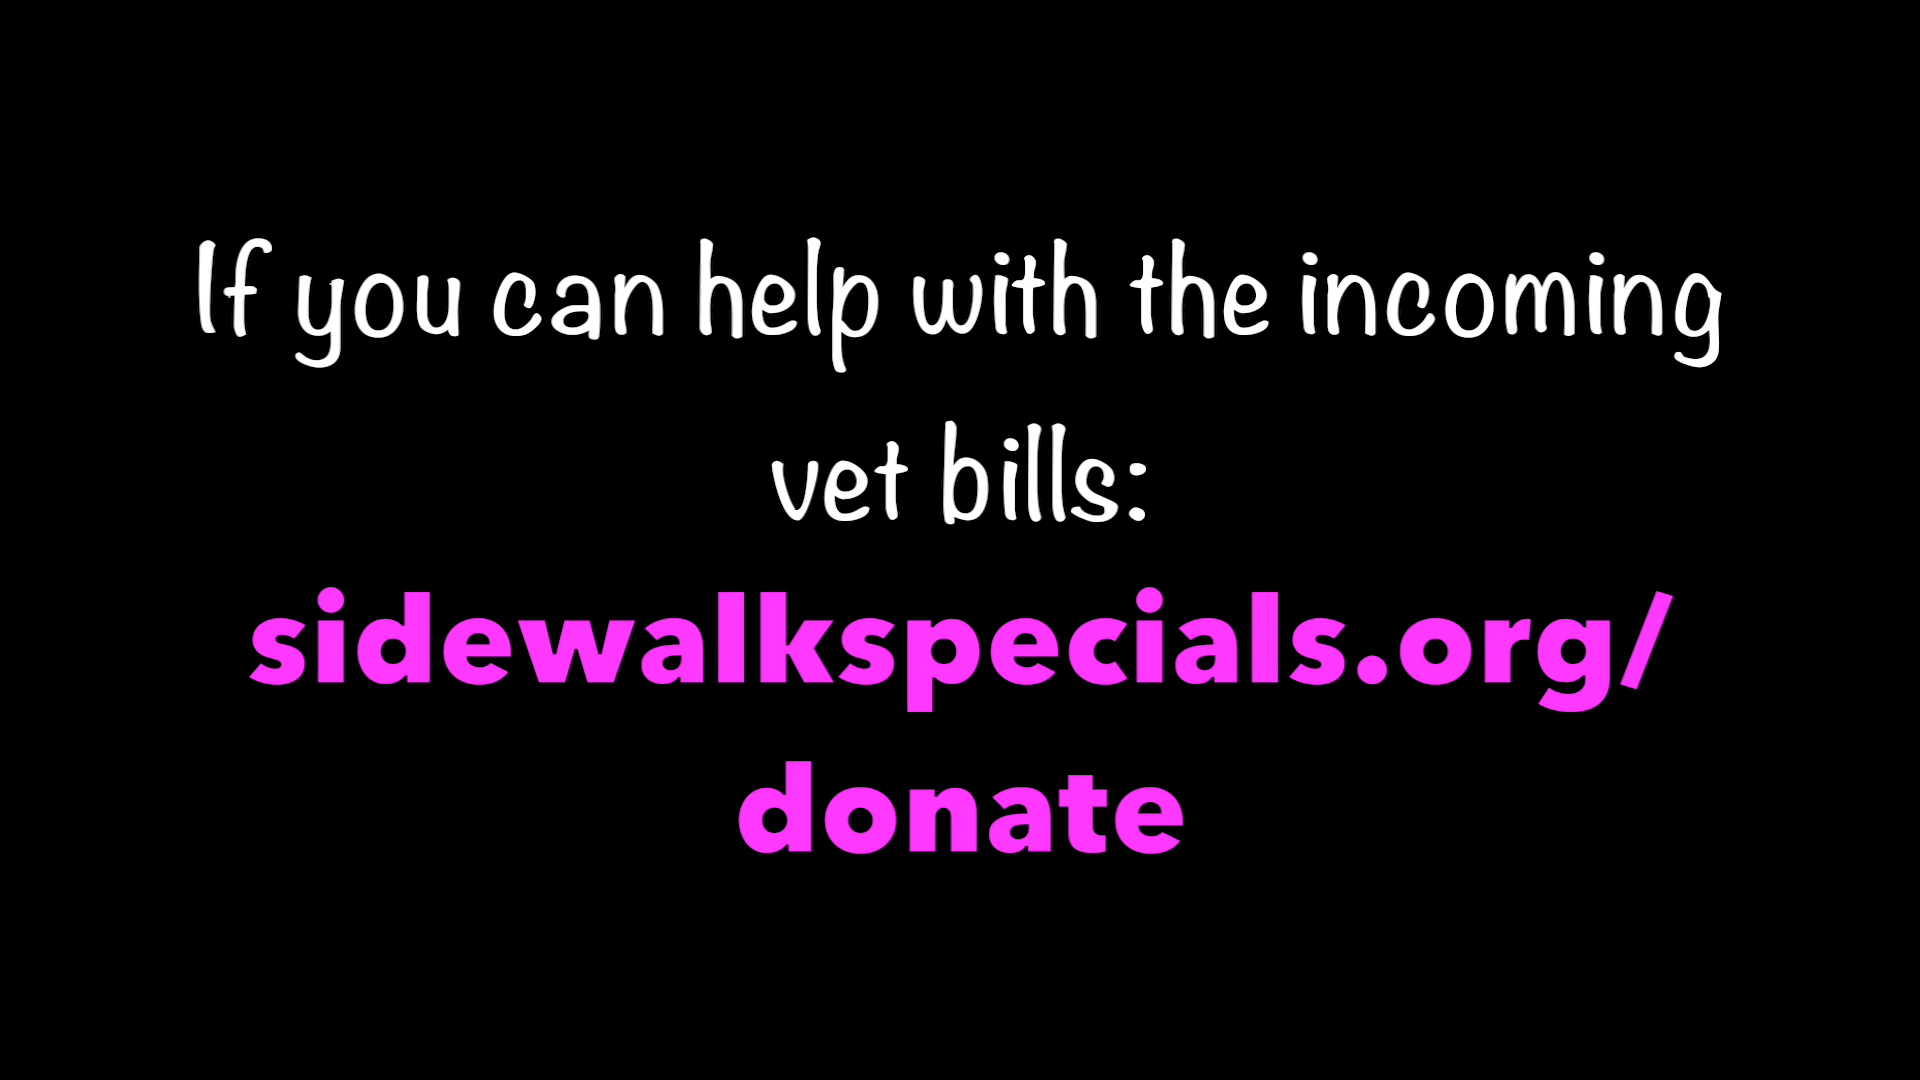 If you can help with the incoming
vet bills:
sidewalkspecials.org/
donate